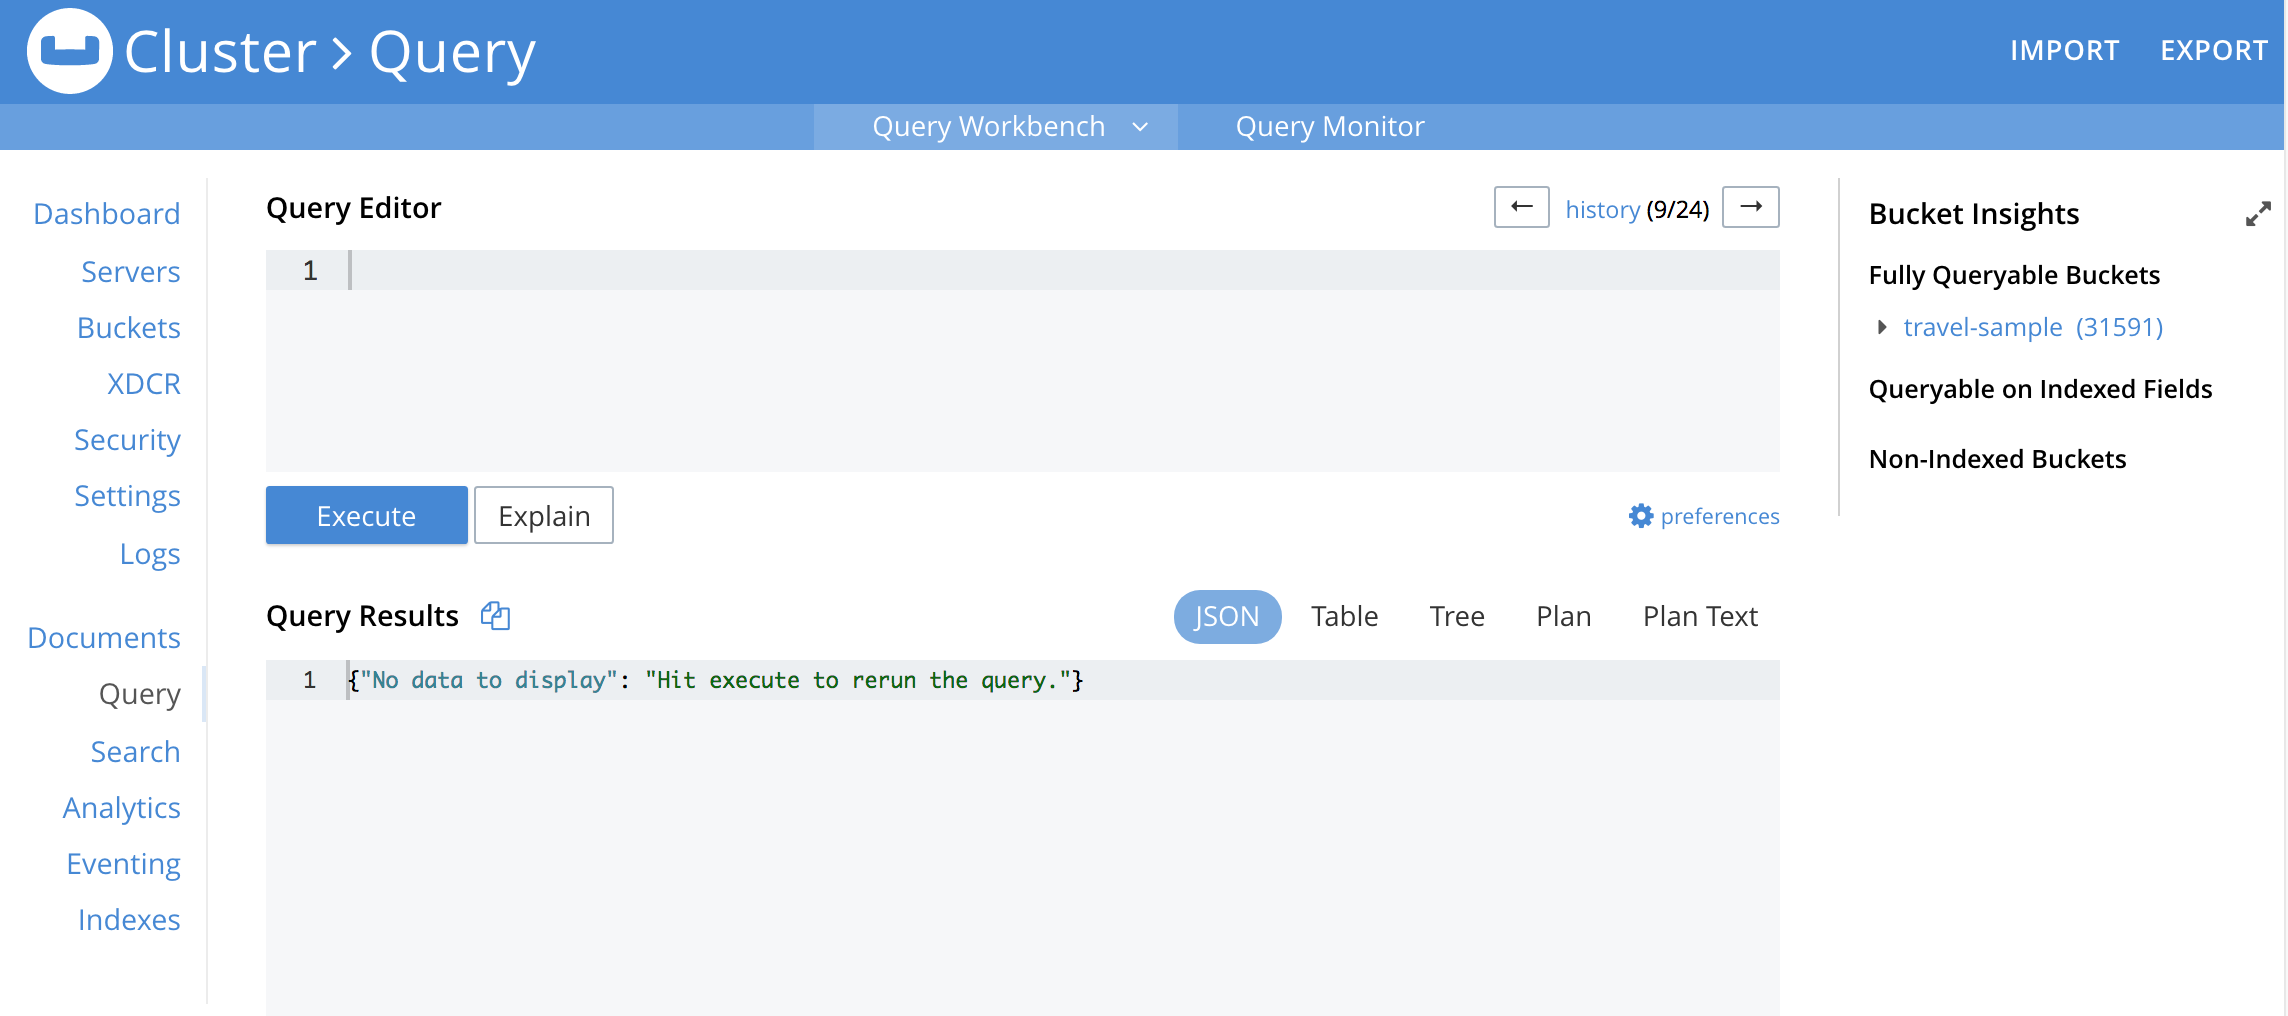 Cluster > Query
IMPORT EXPORT
Query Workbench Query Monitor
Dashboard
Servers
Buckets
XDCR
Security
Settings
Logs
Documents
Query
Search
Analytics
Eventing
Indexes
Query Editor
← history (9/24) →
1
Execute Explain
preferences
Query Results
JSON Table Tree Plan Plan Text
1 {"No data to display": "Hit execute to rerun the query."}
Bucket Insights
Fully Queryable Buckets
travel-sample (31591)
Queryable on Indexed Fields
Non-Indexed Buckets